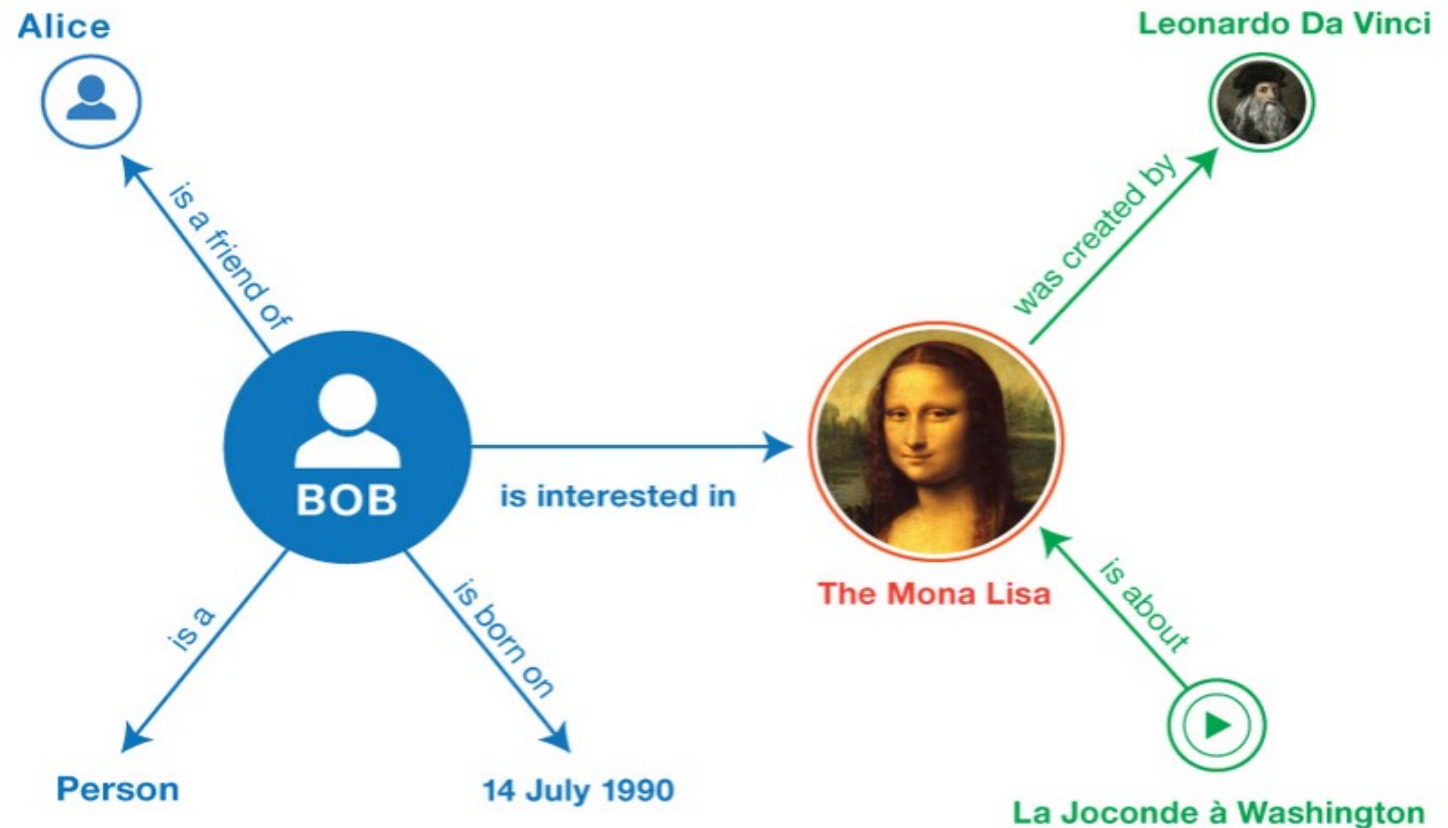 Alice
Leonardo Da Vinci
is a friend of
was created by
BOB
is interested in
The Mona Lisa
is a
is born on
is about
Person
14 July 1990
La Joconde à Washington